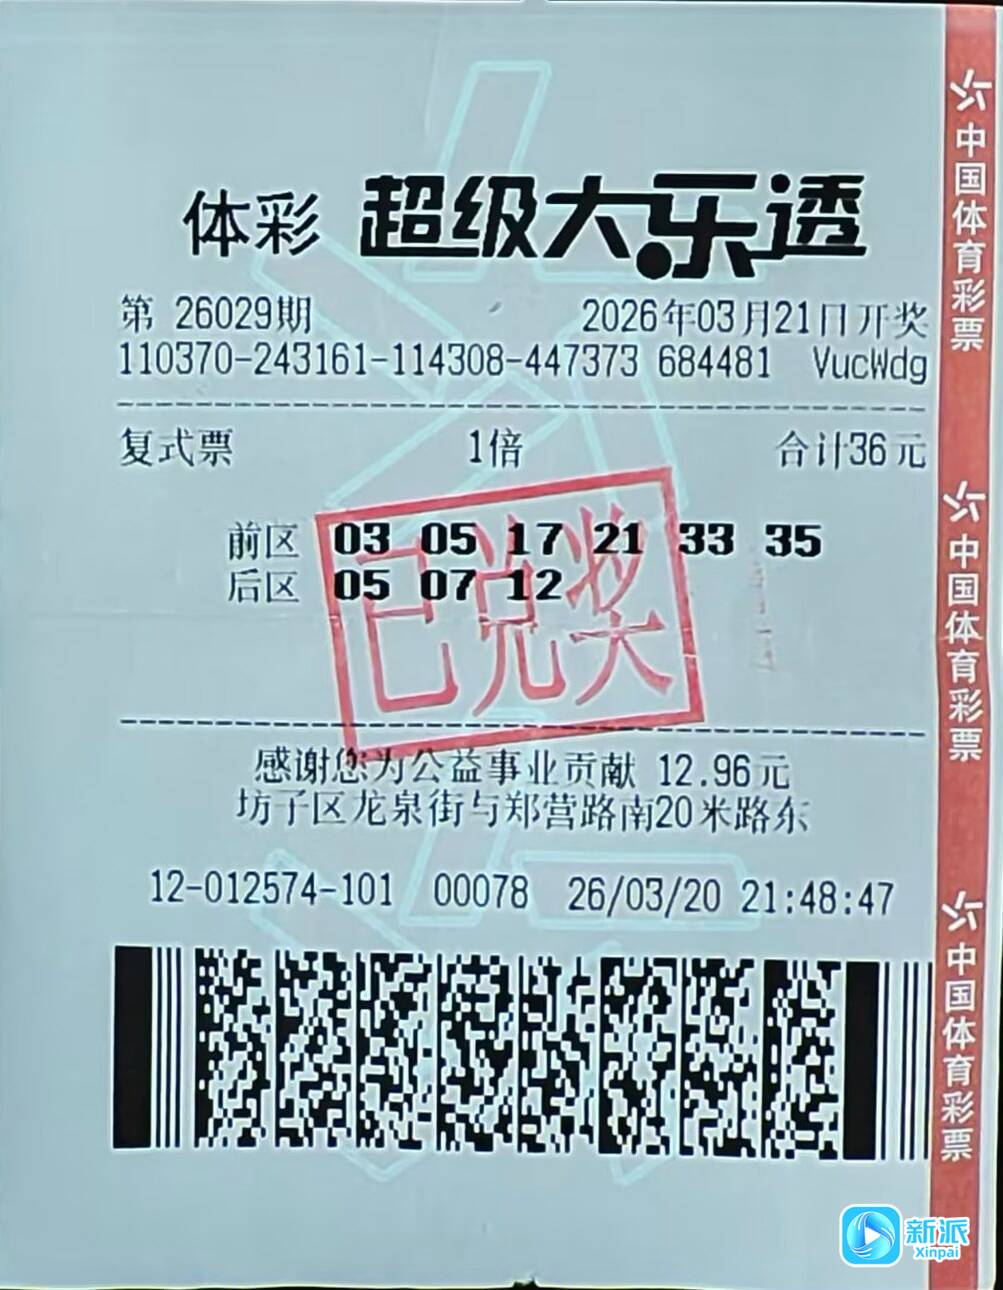 体彩 超级大乐透
第 26029期 2026年03月21日开奖
110370-243161-114308-447373 684481 VucWdg
复式票 1倍 合计36元
前区 03 05 17 21 33 35
后区 05 07 12
已兑奖
感谢您为公益事业贡献 12.96元
坊子区龙泉街与郑营路南20米路东
12-012574-101 00078 26/03/20 21:48:47
中国体育彩票
中国体育彩票
中国体育彩票
新派
Xinpai